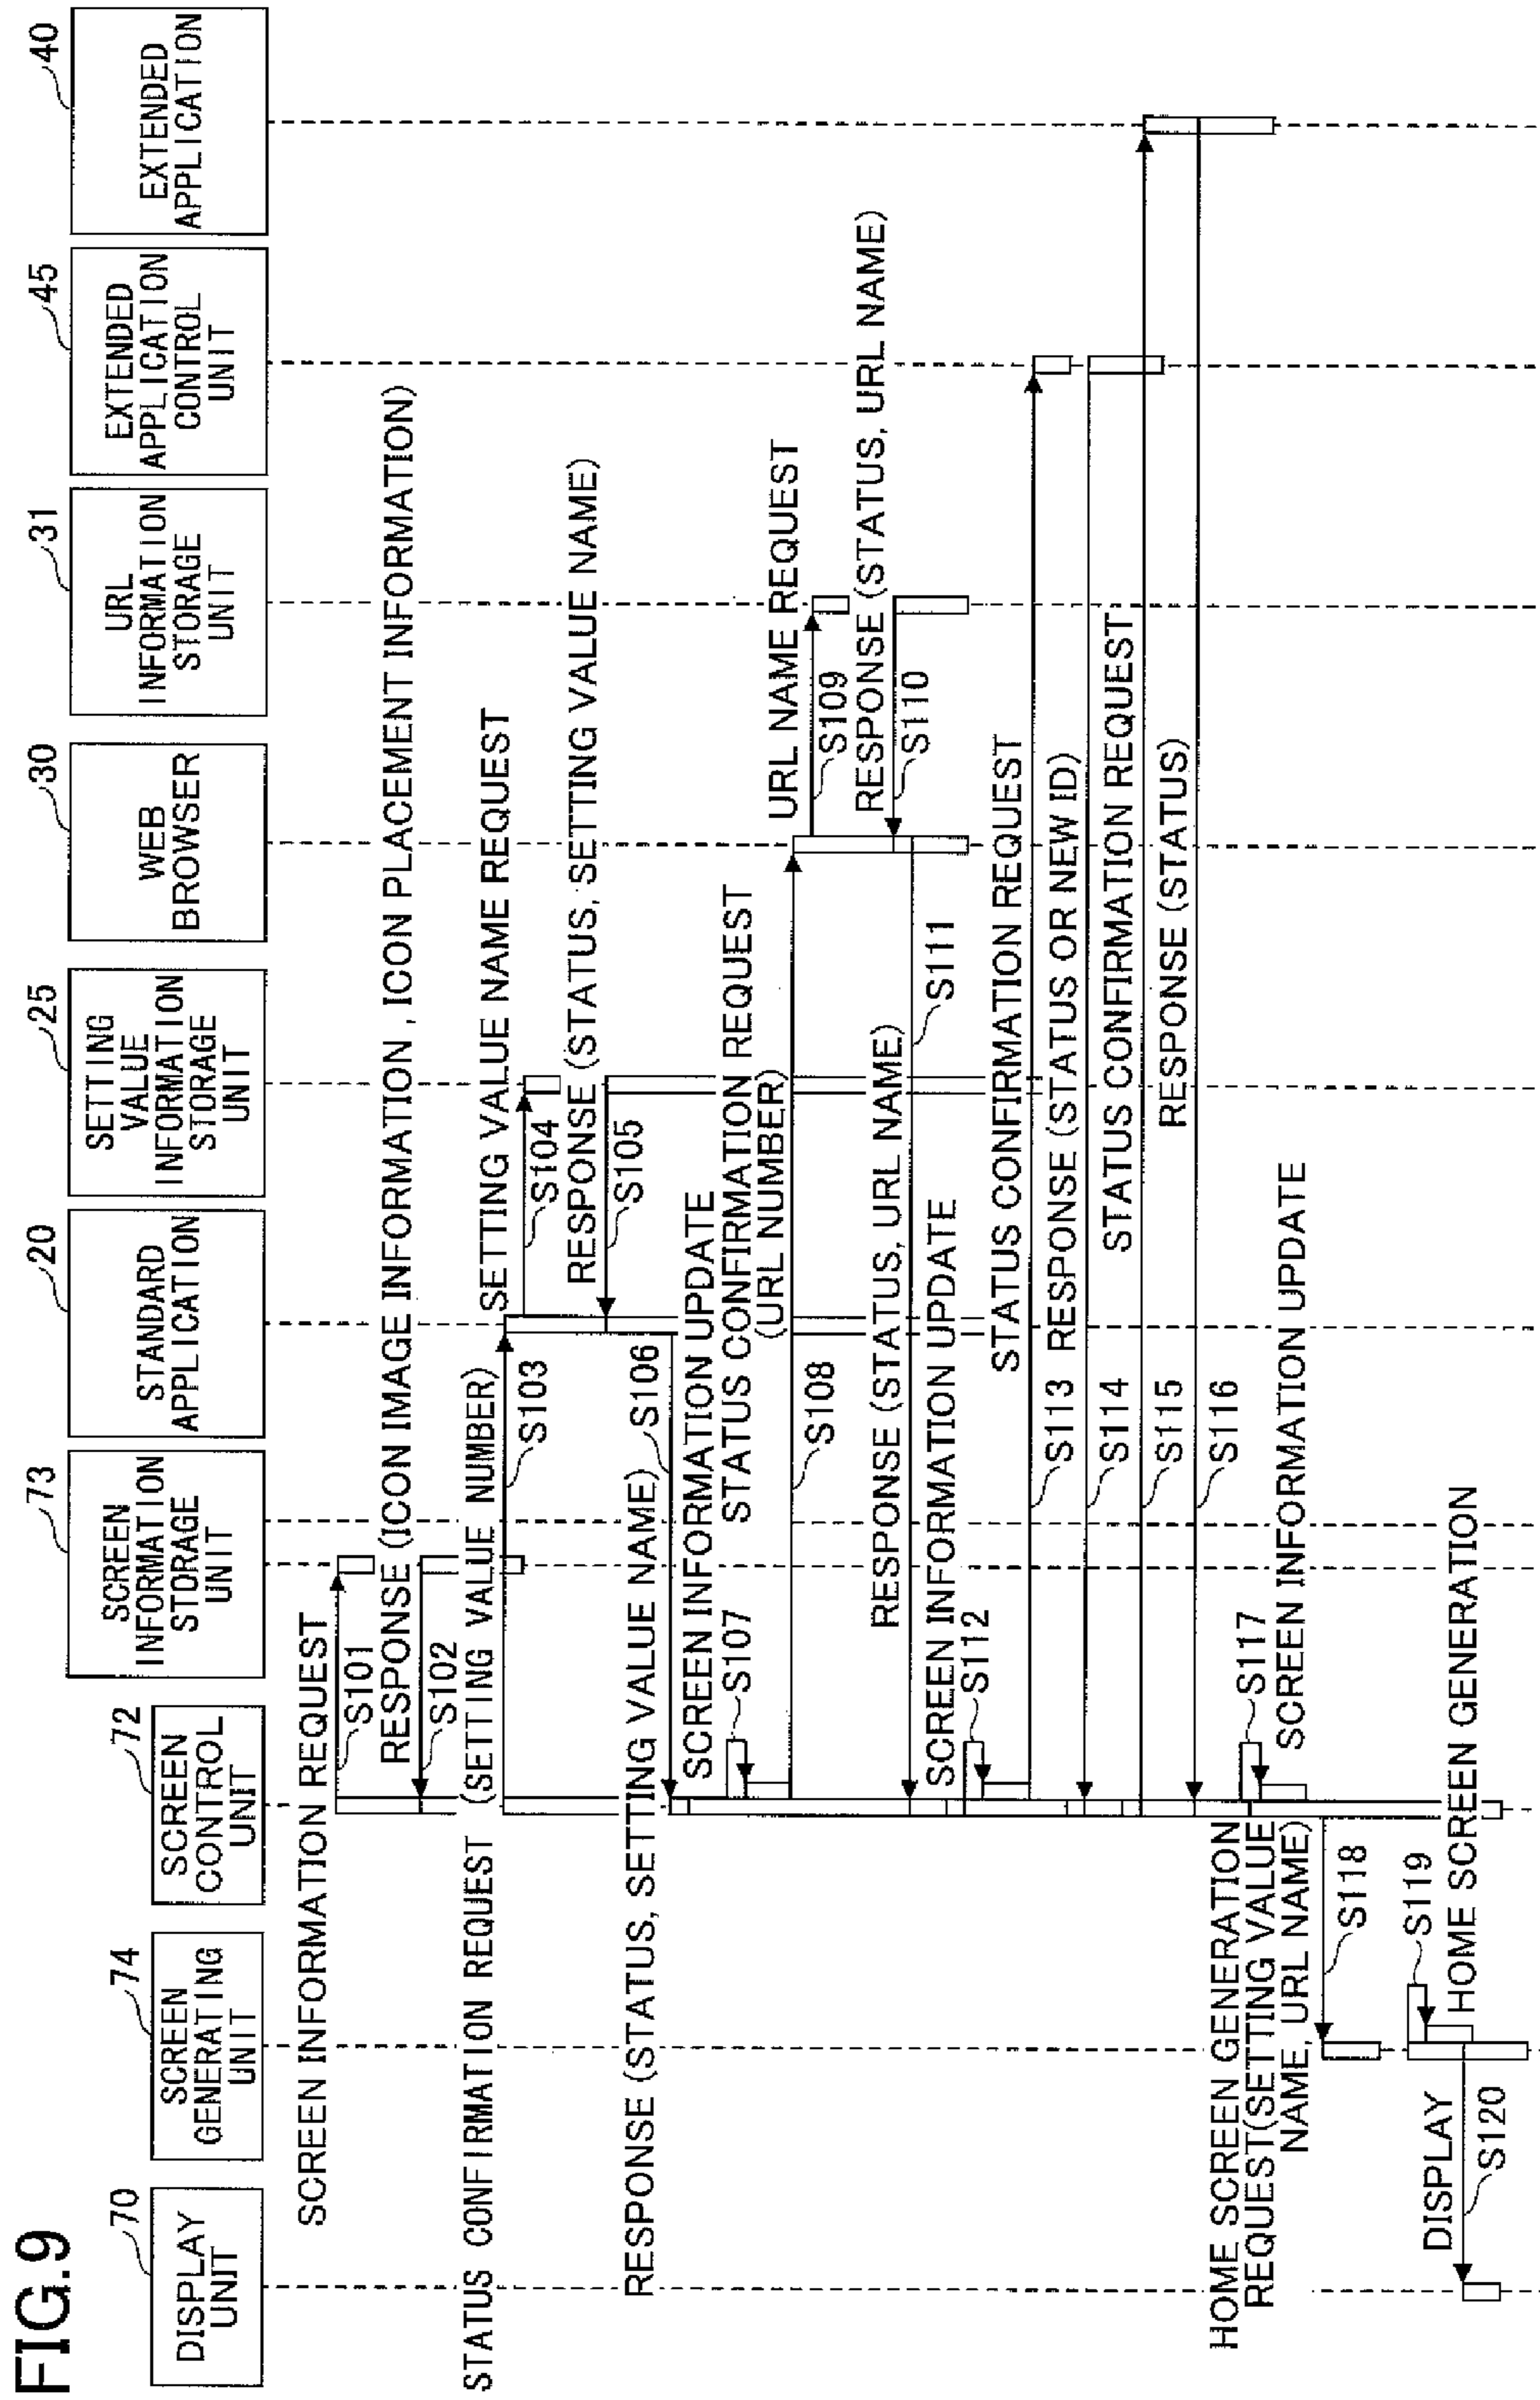 FIG.9
70
DISPLAY
UNIT
74
SCREEN
GENERATING
UNIT
72
SCREEN
CONTROL
UNIT
73
SCREEN
INFORMATION
STORAGE
UNIT
20
STANDARD
APPLICATION
25
SETTING
VALUE
INFORMATION
STORAGE
UNIT
30
WEB
BROWSER
31
URL
INFORMATION
STORAGE
UNIT
45
EXTENDED
APPLICATION
CONTROL
UNIT
40
EXTENDED
APPLICATION
SCREEN INFORMATION REQUEST
S101
RESPONSE (ICON IMAGE INFORMATION, ICON PLACEMENT INFORMATION)
S102
STATUS CONFIRMATION REQUEST (SETTING VALUE NUMBER)
S103
SETTING VALUE NAME REQUEST
S104
RESPONSE (STATUS, SETTING VALUE NAME)
S105
RESPONSE (STATUS, SETTING VALUE NAME)
S106
SCREEN INFORMATION UPDATE
S107
STATUS CONFIRMATION REQUEST
(URL NUMBER)
S108
URL NAME REQUEST
S109
RESPONSE (STATUS, URL NAME)
S110
RESPONSE (STATUS, URL NAME)
S111
SCREEN INFORMATION UPDATE
S112
STATUS CONFIRMATION REQUEST
S113
RESPONSE (STATUS OR NEW ID)
S114
STATUS CONFIRMATION REQUEST
S115
RESPONSE (STATUS)
S116
S117
SCREEN INFORMATION UPDATE
HOME SCREEN GENERATION
REQUEST(SETTING VALUE
NAME, URL NAME)
S118
S119
HOME SCREEN GENERATION
DISPLAY
S120